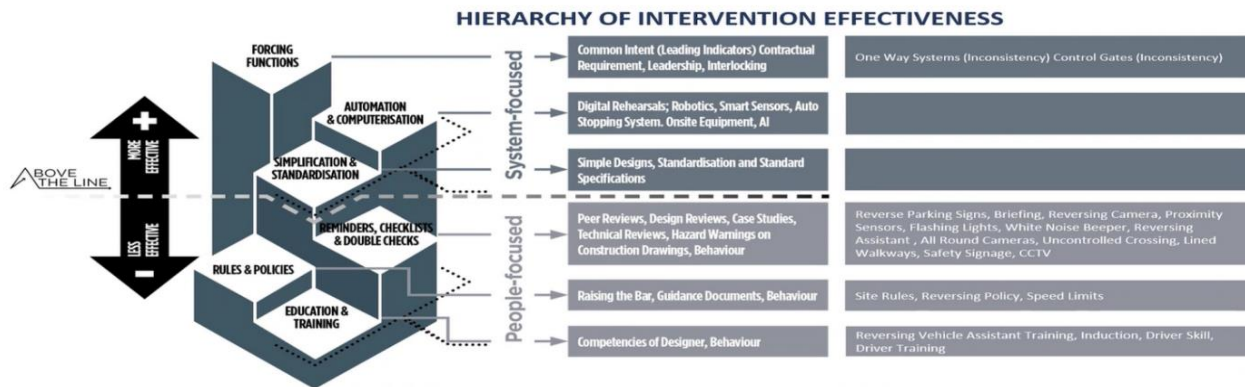 HIERARCHY OF INTERVENTION EFFECTIVENESS
FORCING
FUNCTIONS
AUTOMATION
& COMPUTERISATION
SIMPLIFICATION &
STANDARDISATION
REMINDERS, CHECKLISTS
& DOUBLE CHECKS
RULES & POLICIES
EDUCATION &
TRAINING
MORE
EFFECTIVE
LESS
EFFECTIVE
ABOVE
THE LINE
System-focused
People-focused
Common Intent (Leading Indicators) Contractual
Requirement, Leadership, Interlocking
One Way Systems (Inconsistency) Control Gates (Inconsistency)
Digital Rehearsals; Robotics, Smart Sensors, Auto
Stopping System. Onsite Equipment, AI
Simple Designs, Standardisation and Standard
Specifications
Peer Reviews, Design Reviews, Case Studies,
Technical Reviews, Hazard Warnings on
Construction Drawings, Behaviour
Reverse Parking Signs, Briefing, Reversing Camera, Proximity
Sensors, Flashing Lights, White Noise Beeper, Reversing
Assistant , All Round Cameras, Uncontrolled Crossing, Lined
Walkways, Safety Signage, CCTV
Raising the Bar, Guidance Documents, Behaviour
Site Rules, Reversing Policy, Speed Limits
Competencies of Designer, Behaviour
Reversing Vehicle Assistant Training, Induction, Driver Skill,
Driver Training